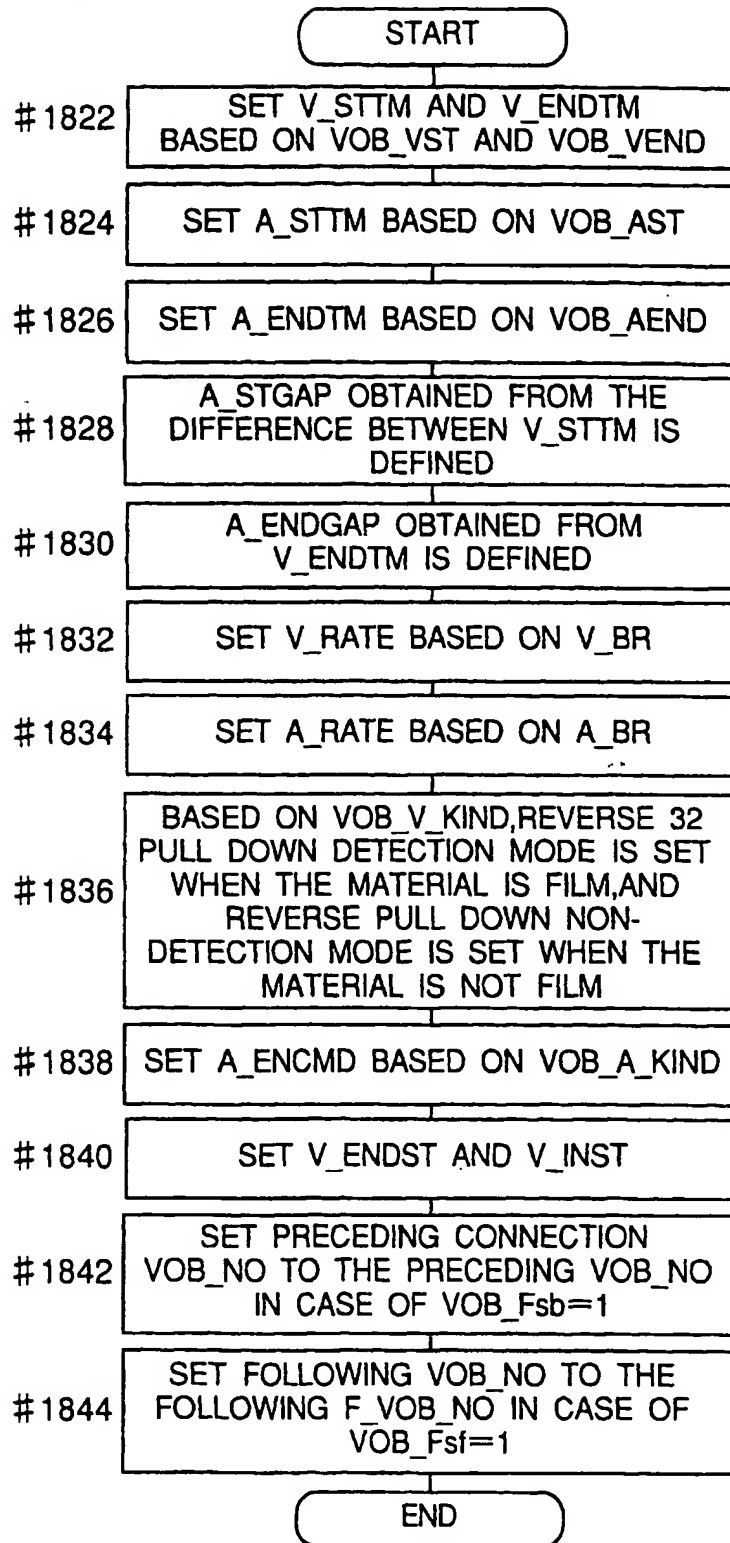 START
#1822
SET V_STTM AND V_ENDTM
BASED ON VOB_VST AND VOB_VEND
#1824
SET A_STTM BASED ON VOB_AST
#1826
SET A_ENDTM BASED ON VOB_AEND
#1828
A_STGAP OBTAINED FROM THE
DIFFERENCE BETWEEN V_STTM IS
DEFINED
#1830
A_ENDGAP OBTAINED FROM
V_ENDTM IS DEFINED
#1832
SET V_RATE BASED ON V_BR
#1834
SET A_RATE BASED ON A_BR
#1836
BASED ON VOB_V_KIND,REVERSE 32
PULL DOWN DETECTION MODE IS SET
WHEN THE MATERIAL IS FILM,AND
REVERSE PULL DOWN NON-
DETECTION MODE IS SET WHEN THE
MATERIAL IS NOT FILM
#1838
SET A_ENCMD BASED ON VOB_A_KIND
#1840
SET V_ENDST AND V_INST
#1842
SET PRECEDING CONNECTION
VOB_NO TO THE PRECEDING VOB_NO
IN CASE OF VOB_Fsb=1
#1844
SET FOLLOWING VOB_NO TO THE
FOLLOWING F_VOB_NO IN CASE OF
VOB_Fsf=1
END